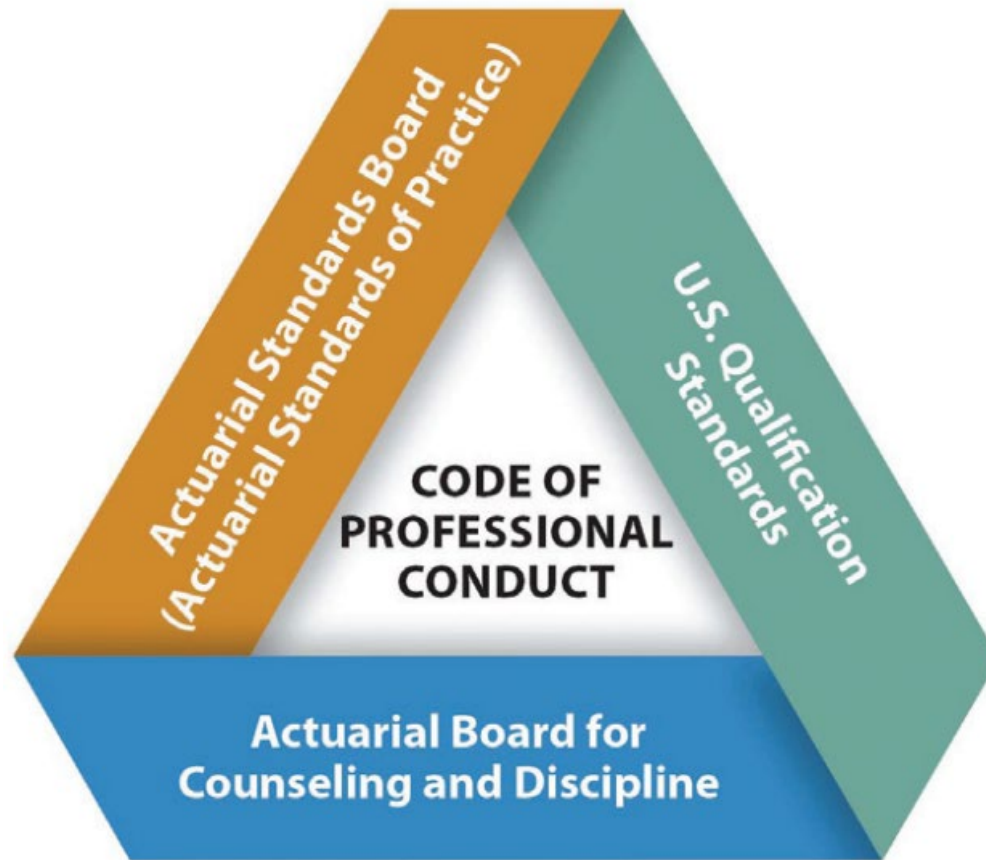 Actuarial Standards Board
(Actuarial Standards of Practice)
U.S. Qualification
Standards
CODE OF
PROFESSIONAL
CONDUCT
Actuarial Board for
Counseling and Discipline